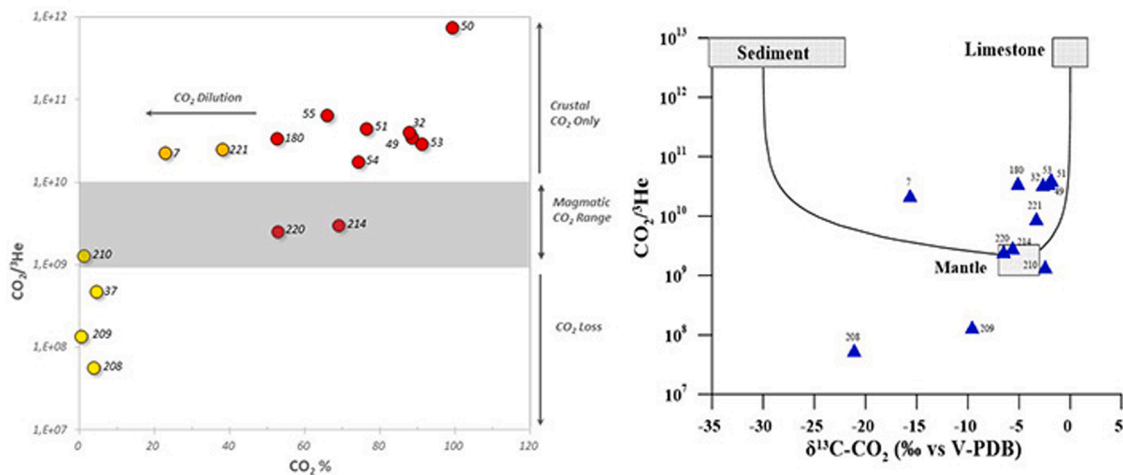 1,E+12
1,E+11
1,E+10
1,E+09
1,E+08
1,E+07
CO₂/³He
0
20
40
60
80
100
120
CO₂ %
CO₂ Dilution
50
55
51
32
49
53
54
180
221
7
220
214
210
37
209
208
Crustal
CO₂ Only
Magmatic
CO₂ Range
CO₂ Loss
10¹³
10¹²
10¹¹
10¹⁰
10⁹
10⁸
10⁷
CO₂/³He
Sediment
Limestone
Mantle
7
180
32
53
51
49
221
220
214
210
209
208
-35
-30
-25
-20
-15
-10
-5
0
5
δ¹³C-CO₂ (‰ vs V-PDB)